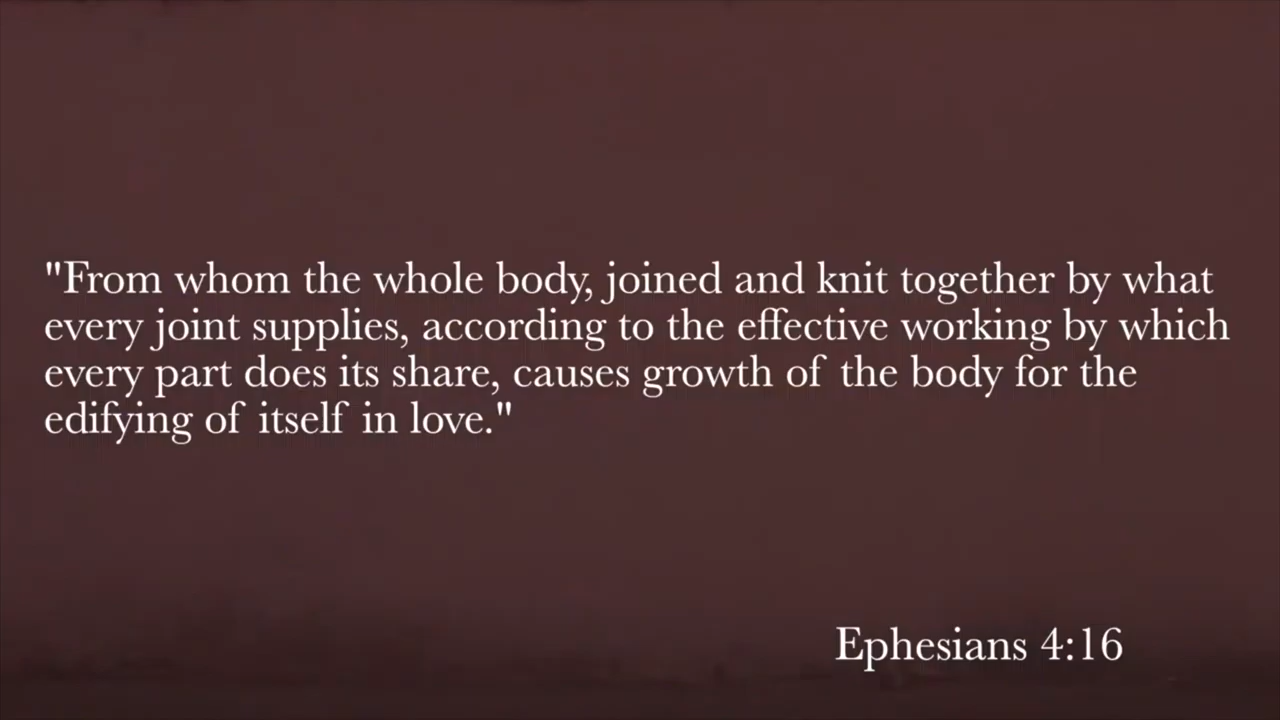 "From whom the whole body, joined and knit together by what
every joint supplies, according to the effective working by which
every part does its share, causes growth of the body for the
edifying of itself in love."
Ephesians 4:16